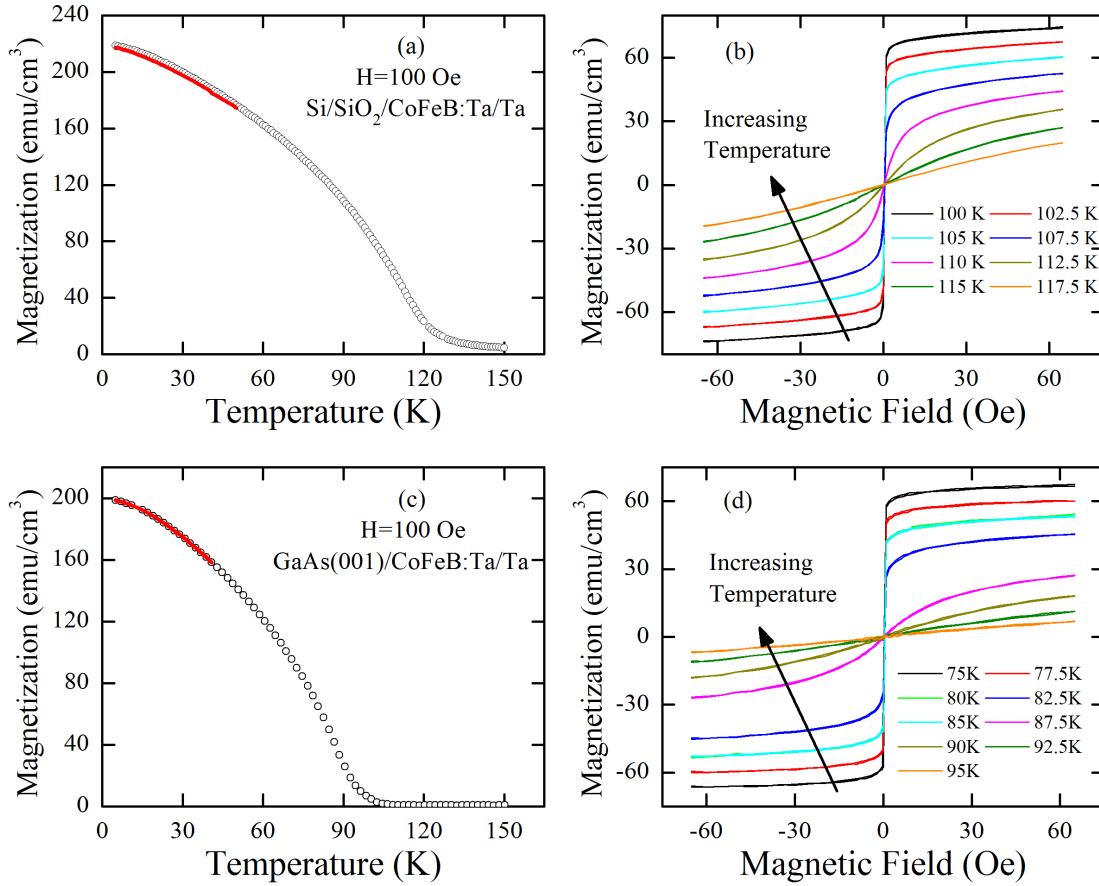 (a)
H=100 Oe
Si/SiO2/CoFeB:Ta/Ta
Magnetization (emu/cm3)
240
200
160
120
80
40
0
0 30 60 90 120 150
Temperature (K)
(b)
Increasing
Temperature
Magnetization (emu/cm3)
60
30
0
-30
-60
100 K 102.5 K
105 K 107.5 K
110 K 112.5 K
115 K 117.5 K
-60 -30 0 30 60
Magnetic Field (Oe)
(c)
H=100 Oe
GaAs(001)/CoFeB:Ta/Ta
Magnetization (emu/cm3)
200
160
120
80
40
0
0 30 60 90 120 150
Temperature (K)
(d)
Increasing
Temperature
Magnetization (emu/cm3)
60
30
0
-30
-60
75K 77.5K
80K 82.5K
85K 87.5K
90K 92.5K
95K
-60 -30 0 30 60
Magnetic Field (Oe)